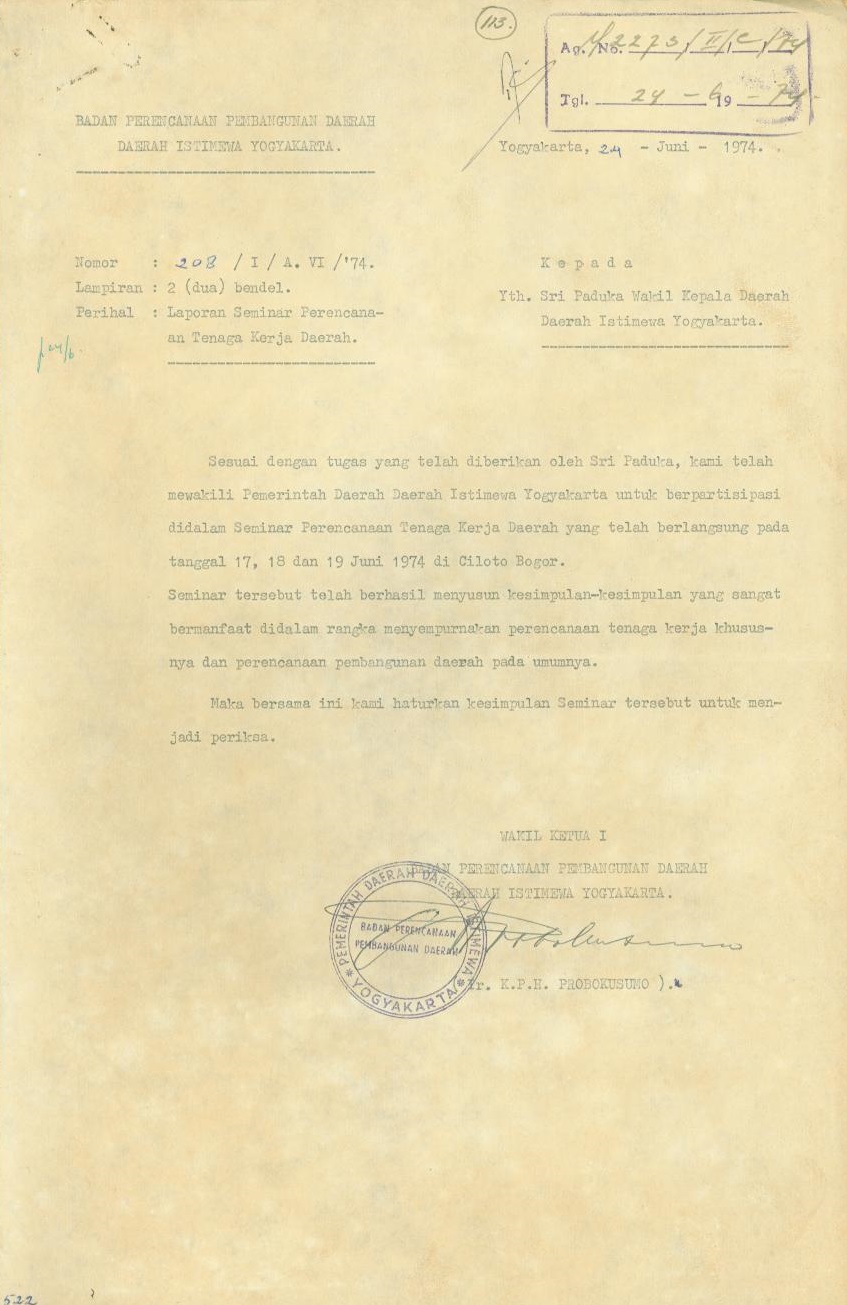 113.
Ag. No. 2273/II/C/74
Tgl. 24 - 6 19 - 74
BADAN PERENCANAAN PEMBANGUNAN DAERAH
DAERAH ISTIMEWA YOGYAKARTA.
Yogyakarta, 24 - Juni - 1974.
Nomor : 208 / I / A. VI /'74.
Lampiran : 2 (dua) bendel.
Perihal : Laporan Seminar Perencana-
an Tenaga Kerja Daerah.
24/6
K e p a d a
Yth. Sri Paduka Wakil Kepala Daerah
Daerah Istimewa Yogyakarta.
Sesuai dengan tugas yang telah diberikan oleh Sri Paduka, kami telah
mewakili Pemerintah Daerah Daerah Istimewa Yogyakarta untuk berpartisipasi
didalam Seminar Perencanaan Tenaga Kerja Daerah yang telah berlangsung pada
tanggal 17, 18 dan 19 Juni 1974 di Ciloto Bogor.
Seminar tersebut telah berhasil menyusun kesimpulan-kesimpulan yang sangat
bermanfaat didalam rangka menyempurnakan perencanaan tenaga kerja khusus-
nya dan perencanaan pembangunan daerah pada umumnya.
Maka bersama ini kami haturkan kesimpulan Seminar tersebut untuk men-
jadi periksa.
WAKIL KETUA I
BADAN PERENCANAAN PEMBANGUNAN DAERAH
DAERAH ISTIMEWA YOGYAKARTA.
PEMERINTAH DAERAH DAERAH ISTIMEWA
BADAN PERENCANAAN
PEMBANGUNAN DAERAH
* YOGYAKARTA *
Ir. K.P.H. PROBOKUSUMO ).
522